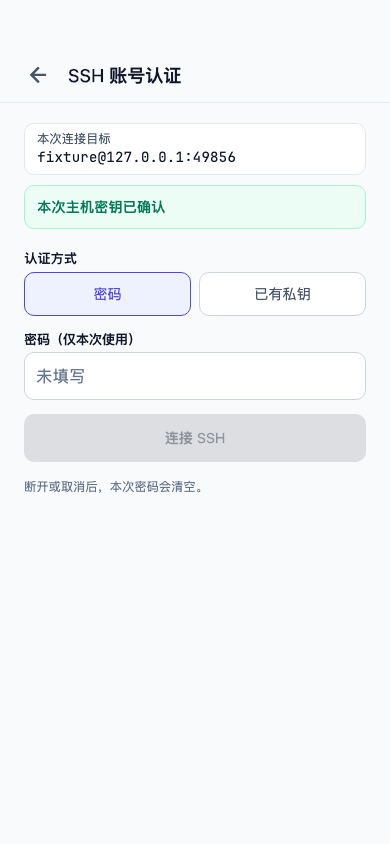 SSH 账号认证
本次连接目标
fixture@127.0.0.1:49856
本次主机密钥已确认
认证方式
密码
已有私钥
密码（仅本次使用）
未填写
连接 SSH
断开或取消后，本次密码会清空。